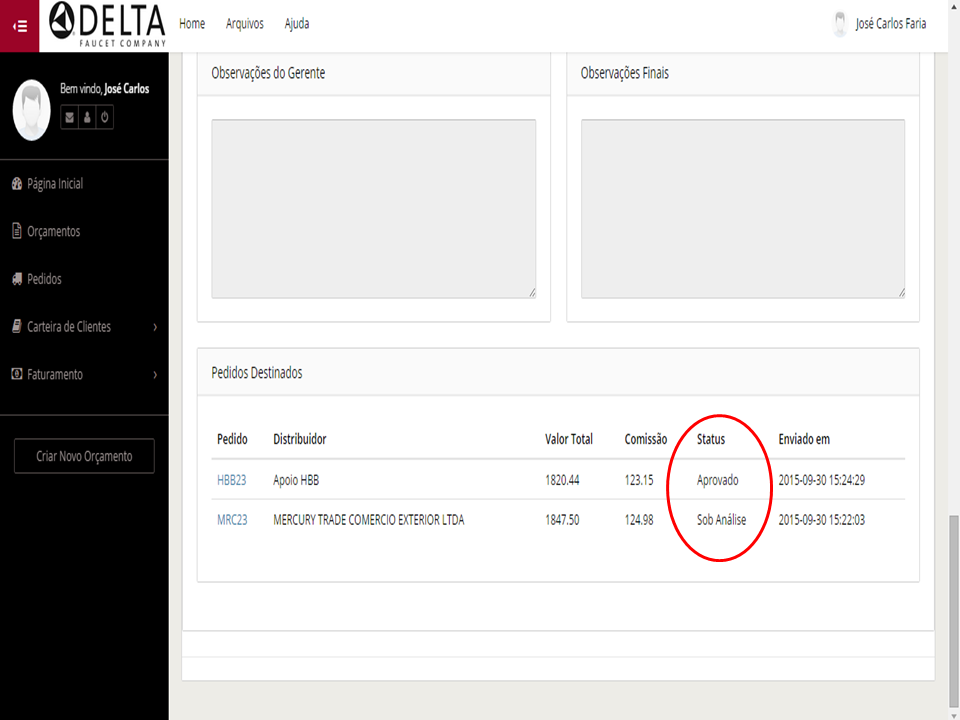 DELTA
FAUCET COMPANY
Home Arquivos Ajuda
José Carlos Faria
Bem vindo, José Carlos
Página Inicial
Orçamentos
Pedidos
Carteira de Clientes
Faturamento
Criar Novo Orçamento
Observações do Gerente
Observações Finais
Pedidos Destinados
Pedido Distribuidor Valor Total Comissão Status Enviado em
HBB23 Apoio HBB 1820.44 123.15 Aprovado 2015-09-30 15:24:29
MRC23 MERCURY TRADE COMERCIO EXTERIOR LTDA 1847.50 124.98 Sob Análise 2015-09-30 15:22:03